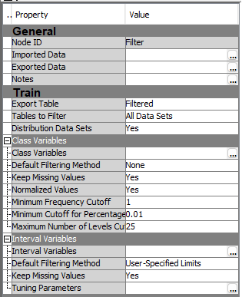 .. Property Value
General
Node ID Filter
Imported Data ...
Exported Data ...
Notes ...
Train
Export Table Filtered
Tables to Filter All Data Sets
Distribution Data Sets Yes
Class Variables
Class Variables ...
Default Filtering Method None
Keep Missing Values Yes
Normalized Values Yes
Minimum Frequency Cutoff 1
Minimum Cutoff for Percentage 0.01
Maximum Number of Levels Cu 25
Interval Variables
Interval Variables ...
Default Filtering Method User-Specified Limits
Keep Missing Values Yes
Tuning Parameters ...